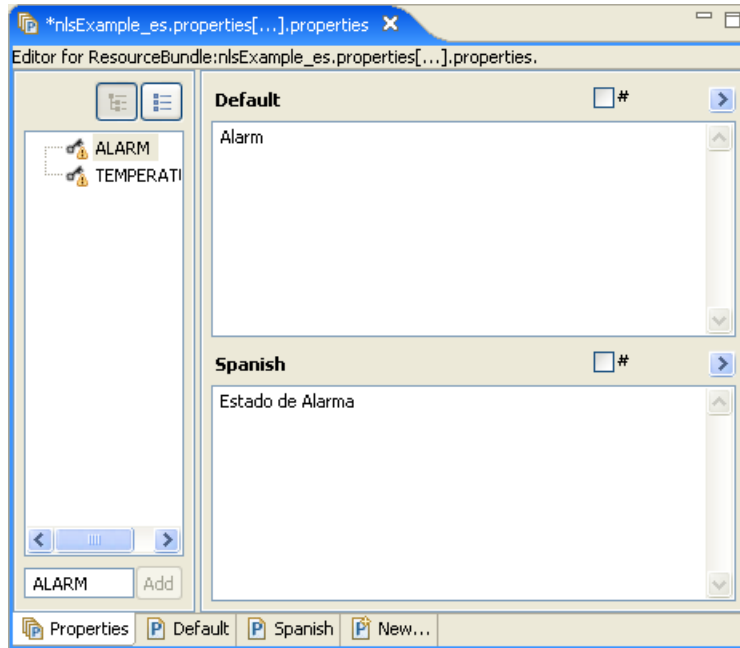 *nlsExample_es.properties[...].properties
Editor for ResourceBundle:nlsExample_es.properties[...].properties.
Default #
Alarm
ALARM
TEMPERATU
Spanish #
Estado de Alarma
ALARM Add
Properties Default Spanish New...